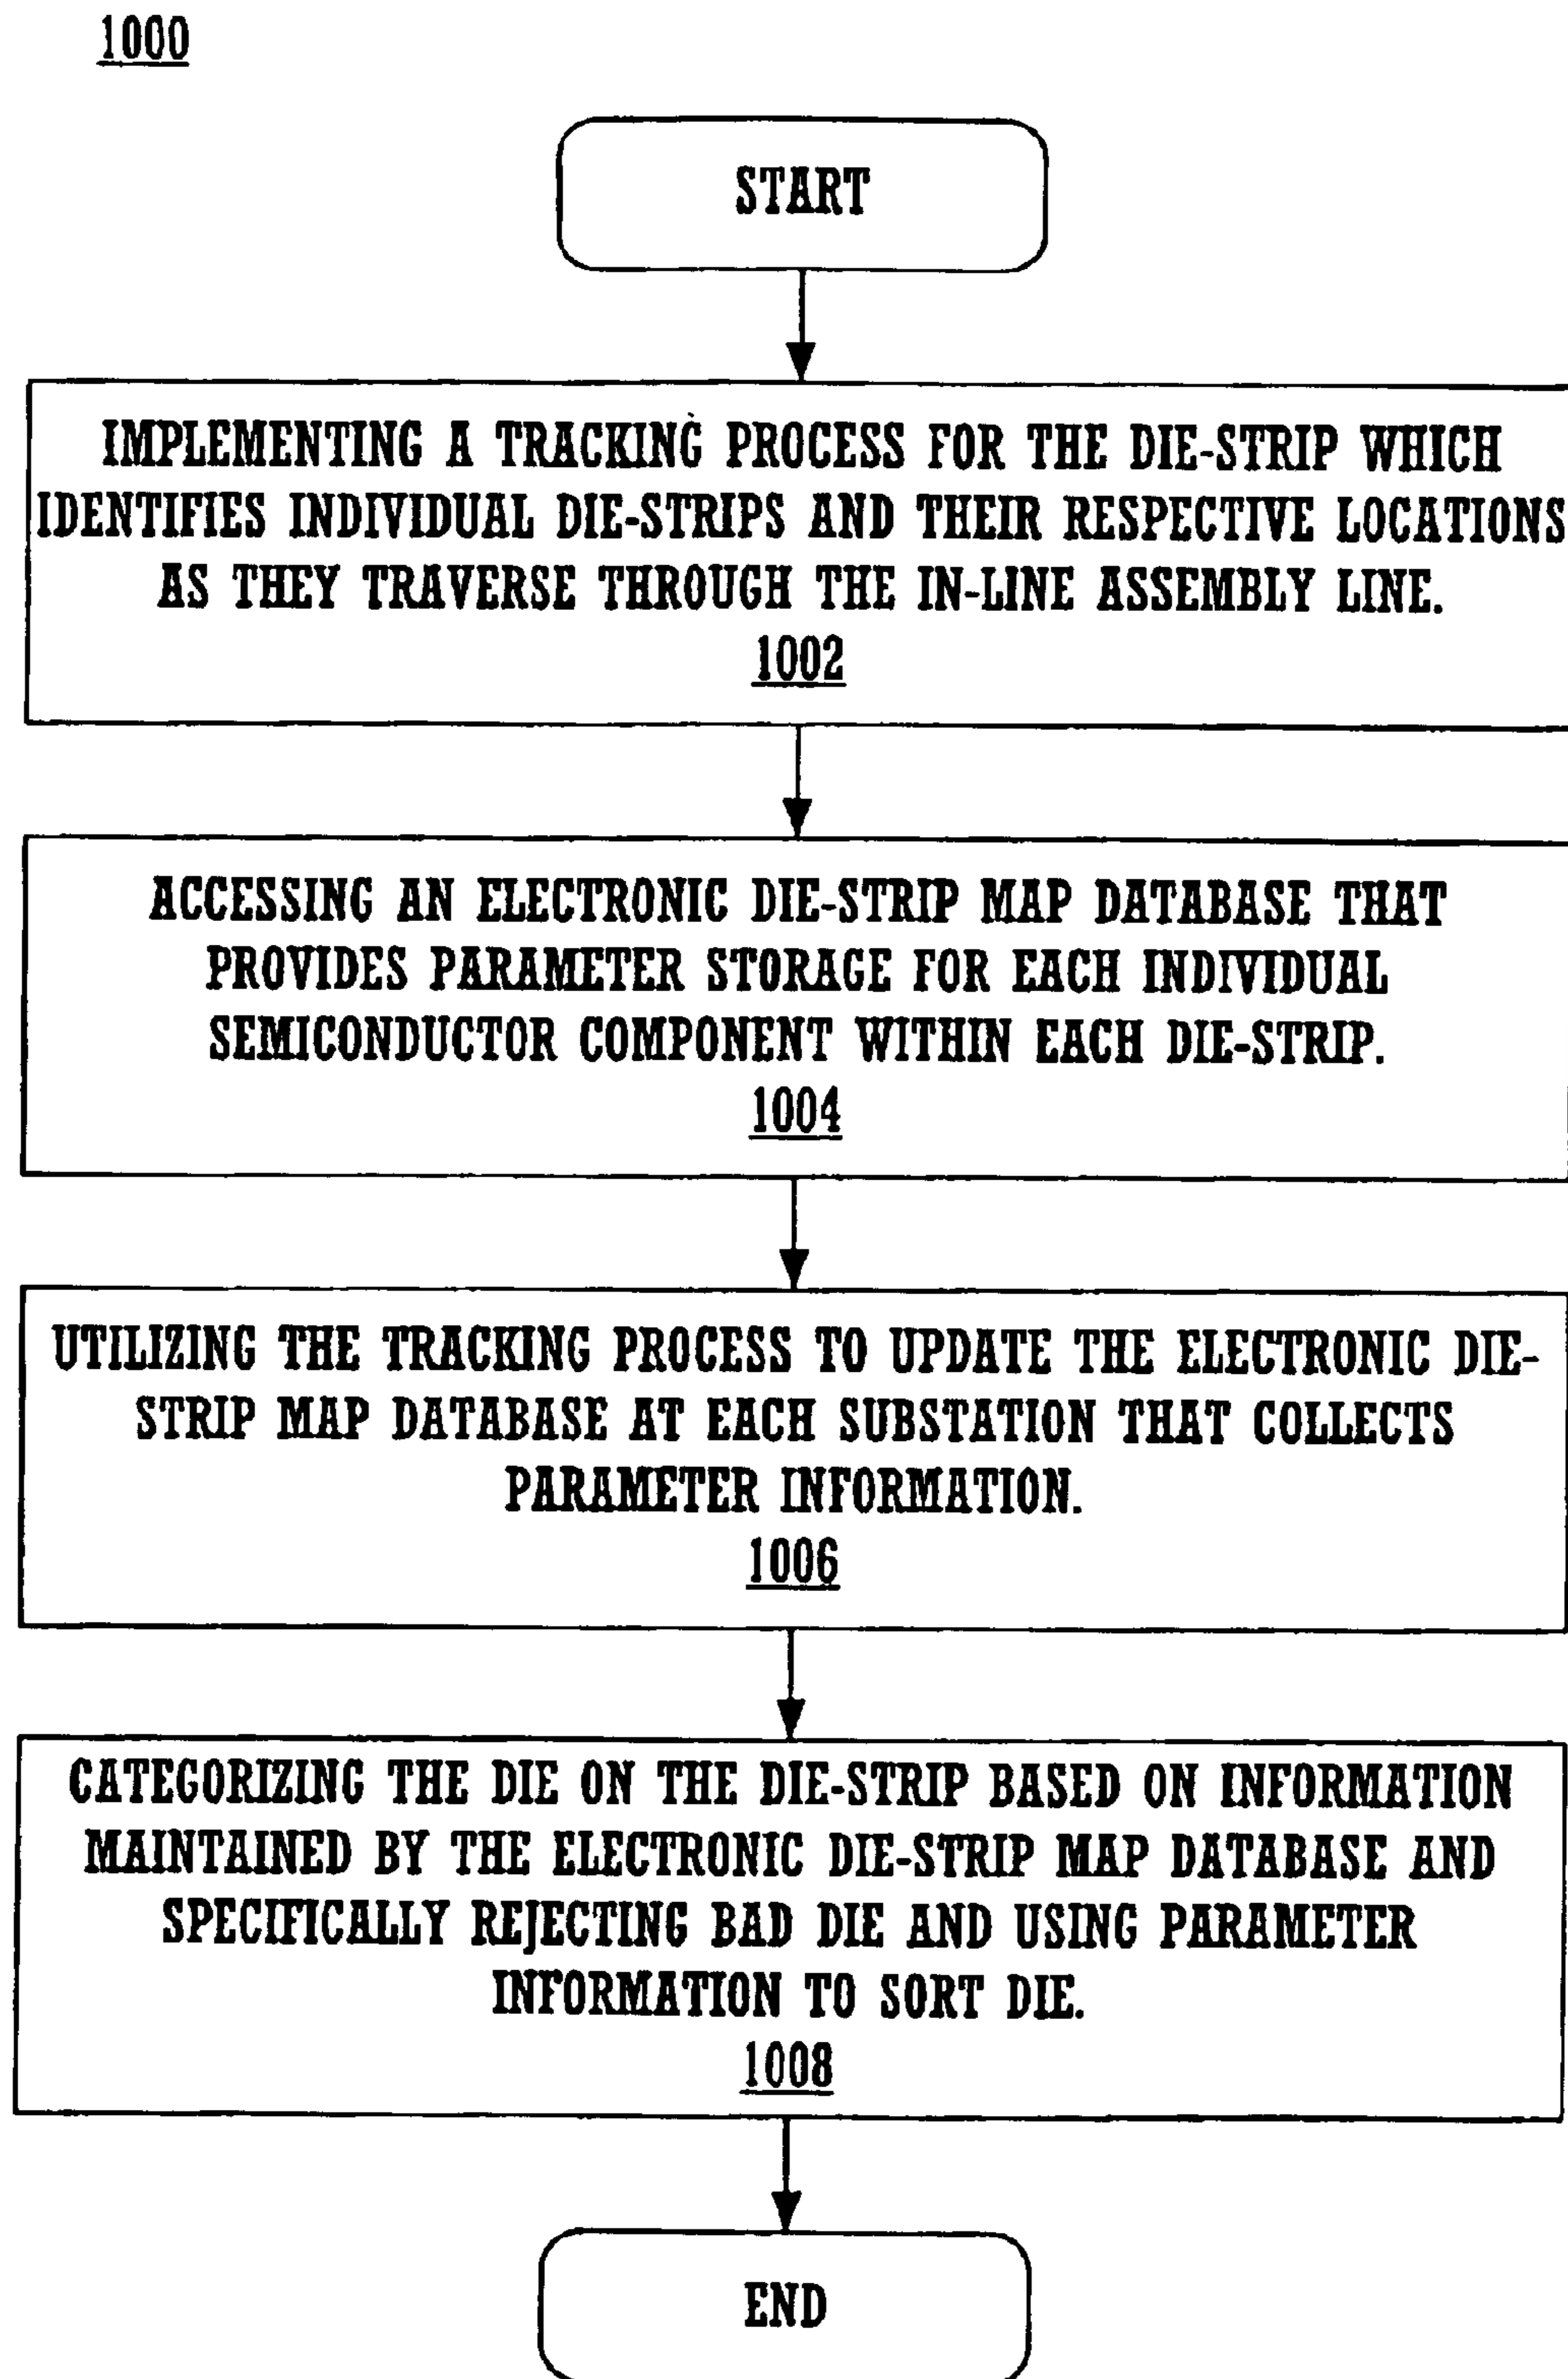 1000
START
IMPLEMENTING A TRACKING PROCESS FOR THE DIE-STRIP WHICH
IDENTIFIES INDIVIDUAL DIE-STRIPS AND THEIR RESPECTIVE LOCATIONS
AS THEY TRAVERSE THROUGH THE IN-LINE ASSEMBLY LINE.
1002
ACCESSING AN ELECTRONIC DIE-STRIP MAP DATABASE THAT
PROVIDES PARAMETER STORAGE FOR EACH INDIVIDUAL
SEMICONDUCTOR COMPONENT WITHIN EACH DIE-STRIP.
1004
UTILIZING THE TRACKING PROCESS TO UPDATE THE ELECTRONIC DIE-
STRIP MAP DATABASE AT EACH SUBSTATION THAT COLLECTS
PARAMETER INFORMATION.
1006
CATEGORIZING THE DIE ON THE DIE-STRIP BASED ON INFORMATION
MAINTAINED BY THE ELECTRONIC DIE-STRIP MAP DATABASE AND
SPECIFICALLY REJECTING BAD DIE AND USING PARAMETER
INFORMATION TO SORT DIE.
1008
END